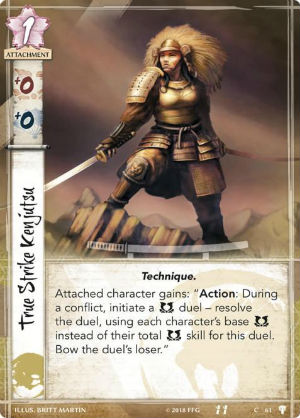 1
ATTACHMENT
+0
+0
True Strike Kenjutsu
Technique.
Attached character gains: "Action: During
a conflict, initiate a duel – resolve
the duel, using each character's base
instead of their total skill for this duel.
Bow the duel's loser."
ILLUS. BRITT MARTIN
© 2018 FFG
11
C 61